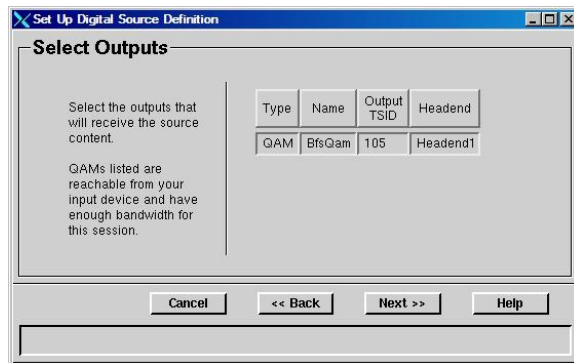 Set Up Digital Source Definition
Select Outputs
Select the outputs that
will receive the source
content.
QAMs listed are
reachable from your
input device and have
enough bandwidth for
this session.
Type Name Output TSID Headend
QAM BfsQam 105 Headend1
Cancel << Back Next >> Help